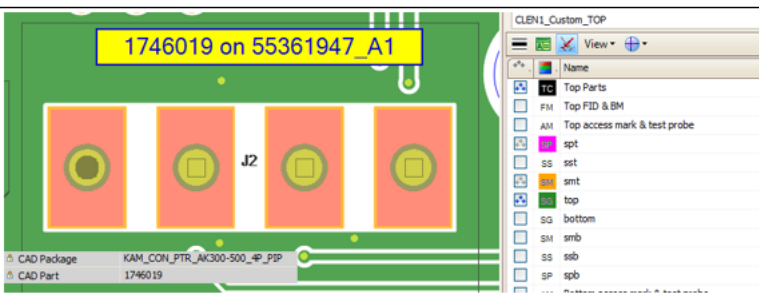 CLEN1_Custom_TOP
1746019 on 55361947_A1
View
Name
TC Top Parts
FM Top FID & BM
AM Top access mark & test probe
SP spt
SS sst
SM smt
SG top
SG bottom
SM smb
SS ssb
SP spb
J2
CAD Package KAM_CON_PTR_AK300-500_4P_PIP
CAD Part 1746019